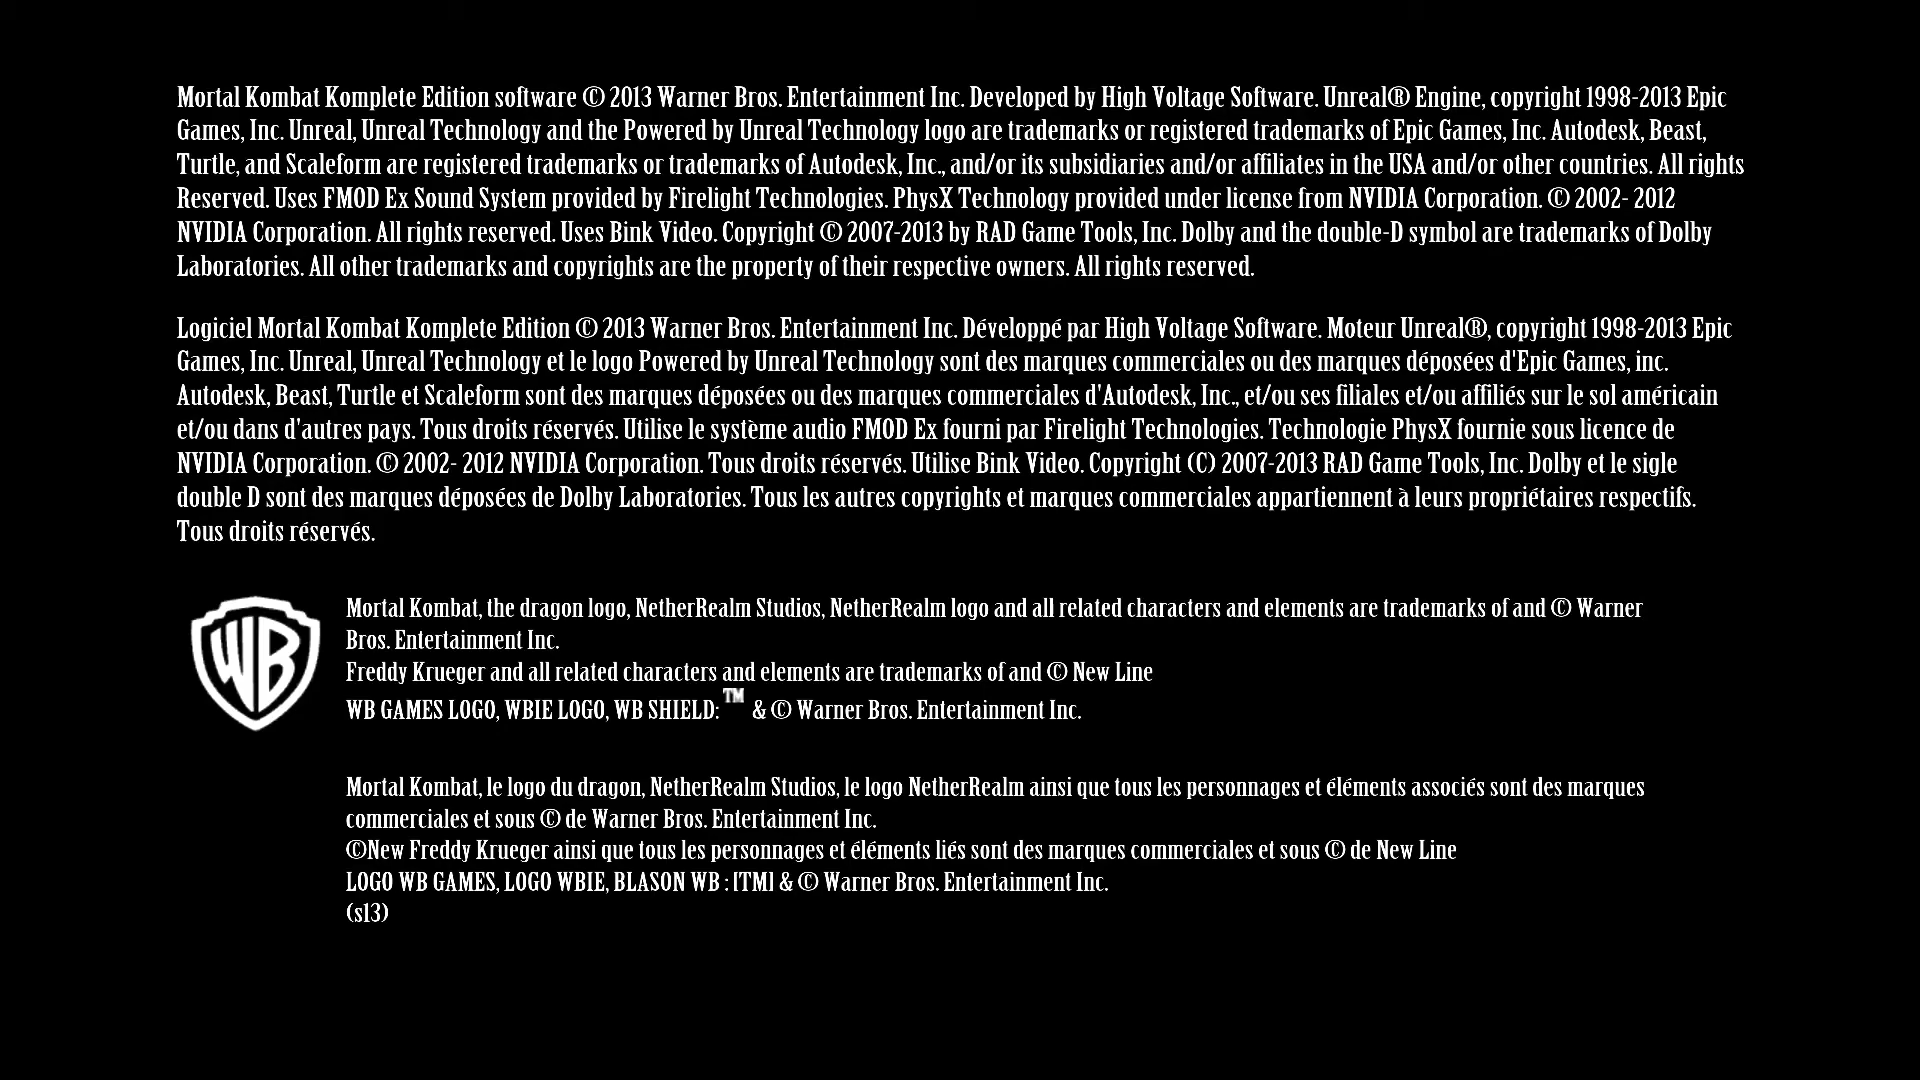 Mortal Kombat Komplete Edition software © 2013 Warner Bros. Entertainment Inc. Developed by High Voltage Software. Unreal® Engine, copyright 1998-2013 Epic
Games, Inc. Unreal, Unreal Technology and the Powered by Unreal Technology logo are trademarks or registered trademarks of Epic Games, Inc. Autodesk, Beast,
Turtle, and Scaleform are registered trademarks or trademarks of Autodesk, Inc., and/or its subsidiaries and/or affiliates in the USA and/or other countries. All rights
Reserved. Uses FMOD Ex Sound System provided by Firelight Technologies. PhysX Technology provided under license from NVIDIA Corporation. © 2002- 2012
NVIDIA Corporation. All rights reserved. Uses Bink Video. Copyright © 2007-2013 by RAD Game Tools, Inc. Dolby and the double-D symbol are trademarks of Dolby
Laboratories. All other trademarks and copyrights are the property of their respective owners. All rights reserved.
Logiciel Mortal Kombat Komplete Edition © 2013 Warner Bros. Entertainment Inc. Développé par High Voltage Software. Moteur Unreal®, copyright 1998-2013 Epic
Games, Inc. Unreal, Unreal Technology et le logo Powered by Unreal Technology sont des marques commerciales ou des marques déposées d'Epic Games, inc.
Autodesk, Beast, Turtle et Scaleform sont des marques déposées ou des marques commerciales d'Autodesk, Inc., et/ou ses filiales et/ou affiliés sur le sol américain
et/ou dans d'autres pays. Tous droits réservés. Utilise le système audio FMOD Ex fourni par Firelight Technologies. Technologie PhysX fournie sous licence de
NVIDIA Corporation. © 2002- 2012 NVIDIA Corporation. Tous droits réservés. Utilise Bink Video. Copyright (C) 2007-2013 RAD Game Tools, Inc. Dolby et le sigle
double D sont des marques déposées de Dolby Laboratories. Tous les autres copyrights et marques commerciales appartiennent à leurs propriétaires respectifs.
Tous droits réservés.
WB
Mortal Kombat, the dragon logo, NetherRealm Studios, NetherRealm logo and all related characters and elements are trademarks of and © Warner
Bros. Entertainment Inc.
Freddy Krueger and all related characters and elements are trademarks of and © New Line
WB GAMES LOGO, WBIE LOGO, WB SHIELD: ™ & © Warner Bros. Entertainment Inc.
Mortal Kombat, le logo du dragon, NetherRealm Studios, le logo NetherRealm ainsi que tous les personnages et éléments associés sont des marques
commerciales et sous © de Warner Bros. Entertainment Inc.
©New Freddy Krueger ainsi que tous les personnages et éléments liés sont des marques commerciales et sous © de New Line
LOGO WB GAMES, LOGO WBIE, BLASON WB : [TM] & © Warner Bros. Entertainment Inc.
(s13)